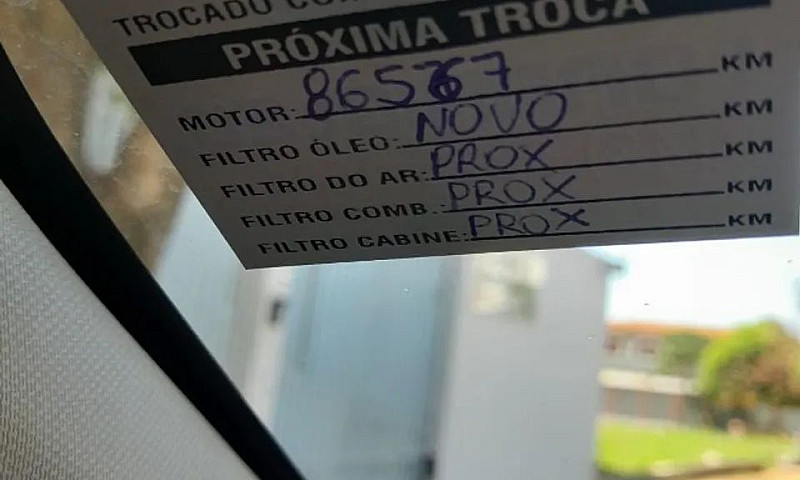 TROCADO
PRÓXIMA TROCA
MOTOR: 86567 KM
FILTRO ÓLEO: NOVO KM
FILTRO DO AR: PROX KM
FILTRO COMB.: PROX KM
FILTRO CABINE: PROX KM